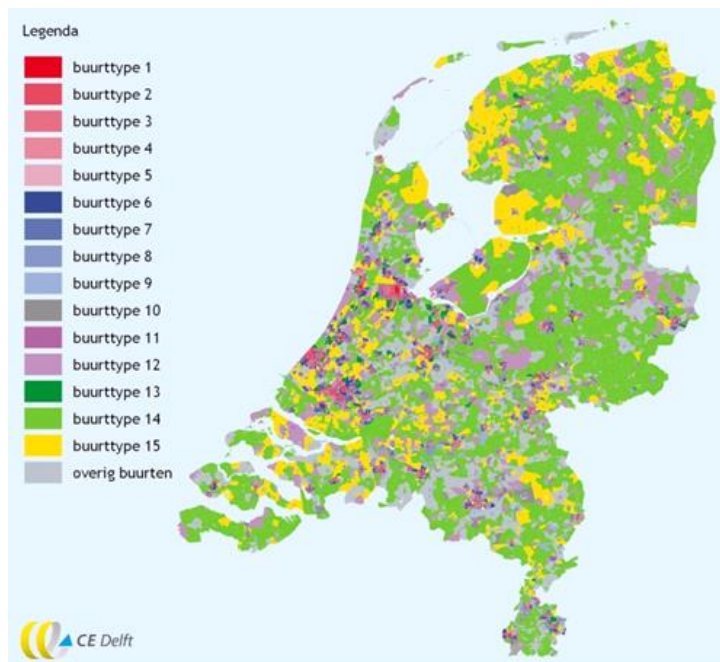 Legenda
buurttype 1
buurttype 2
buurttype 3
buurttype 4
buurttype 5
buurttype 6
buurttype 7
buurttype 8
buurttype 9
buurttype 10
buurttype 11
buurttype 12
buurttype 13
buurttype 14
buurttype 15
overig buurten
CE Delft